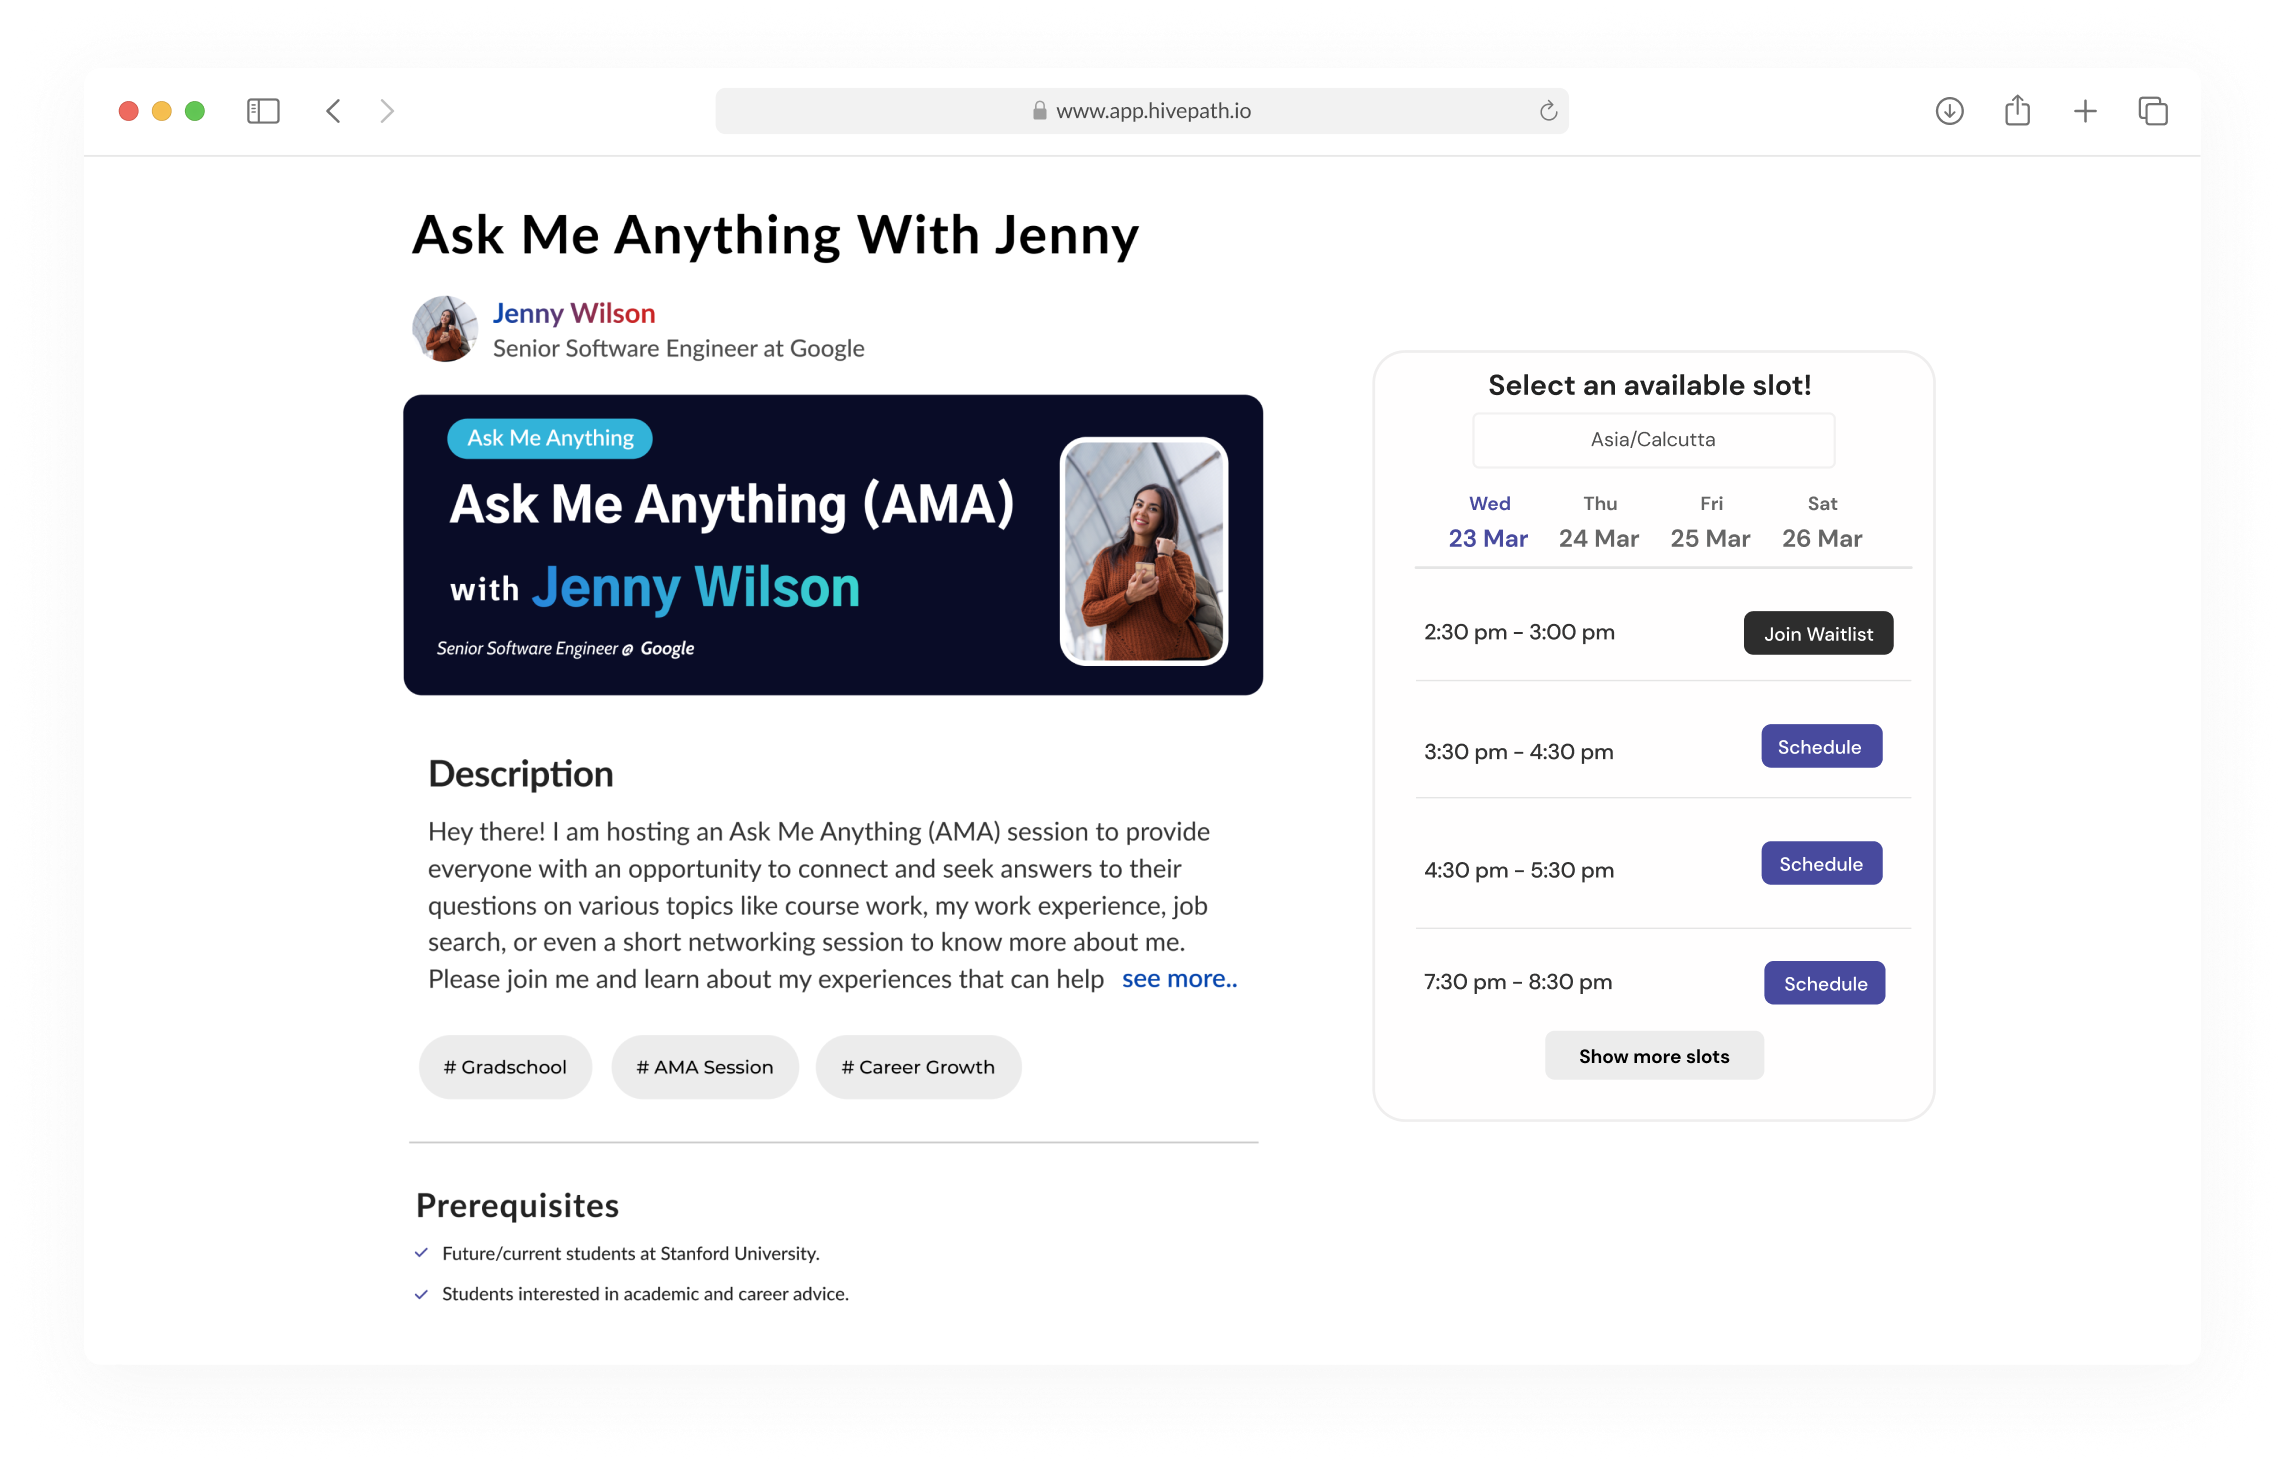 www.app.hivepath.io
Ask Me Anything With Jenny
Jenny Wilson
Senior Software Engineer at Google
Ask Me Anything
Ask Me Anything (AMA)
with Jenny Wilson
Senior Software Engineer @ Google
Description
Hey there! I am hosting an Ask Me Anything (AMA) session to provide
everyone with an opportunity to connect and seek answers to their
questions on various topics like course work, my work experience, job
search, or even a short networking session to know more about me.
Please join me and learn about my experiences that can help see more..
# Gradschool # AMA Session # Career Growth
Prerequisites
Future/current students at Stanford University.
Students interested in academic and career advice.
Select an available slot!
Asia/Calcutta
Wed Thu Fri Sat
23 Mar 24 Mar 25 Mar 26 Mar
2:30 pm - 3:00 pm Join Waitlist
3:30 pm - 4:30 pm Schedule
4:30 pm - 5:30 pm Schedule
7:30 pm - 8:30 pm Schedule
Show more slots